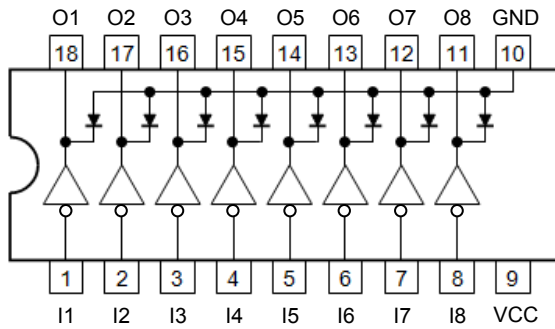 O1 O2 O3 O4 O5 O6 O7 O8 GND
18 17 16 15 14 13 12 11 10
1 2 3 4 5 6 7 8 9
I1 I2 I3 I4 I5 I6 I7 I8 VCC